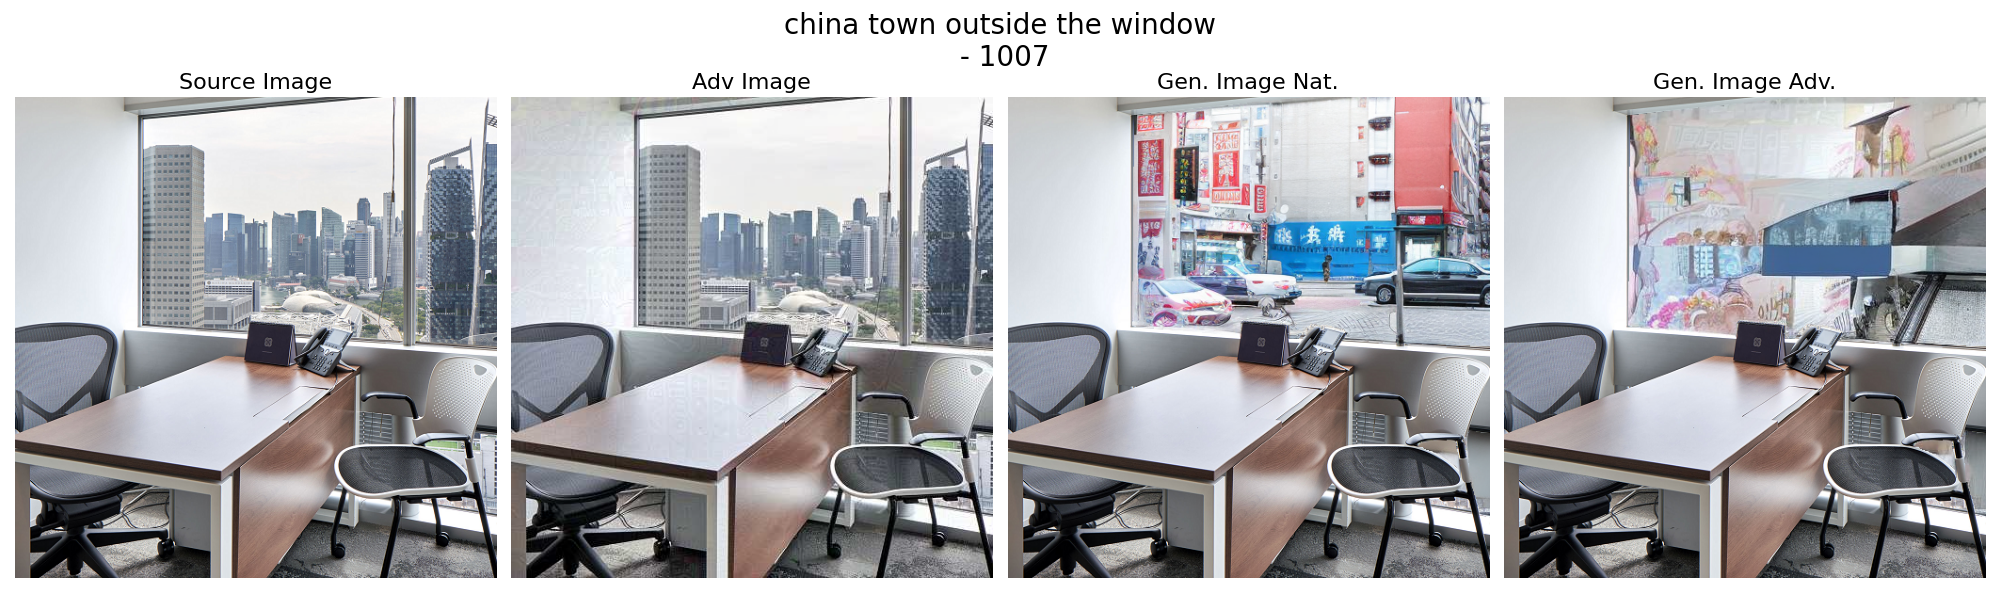 china town outside the window
- 1007
Source Image
Adv Image
Gen. Image Nat.
Gen. Image Adv.